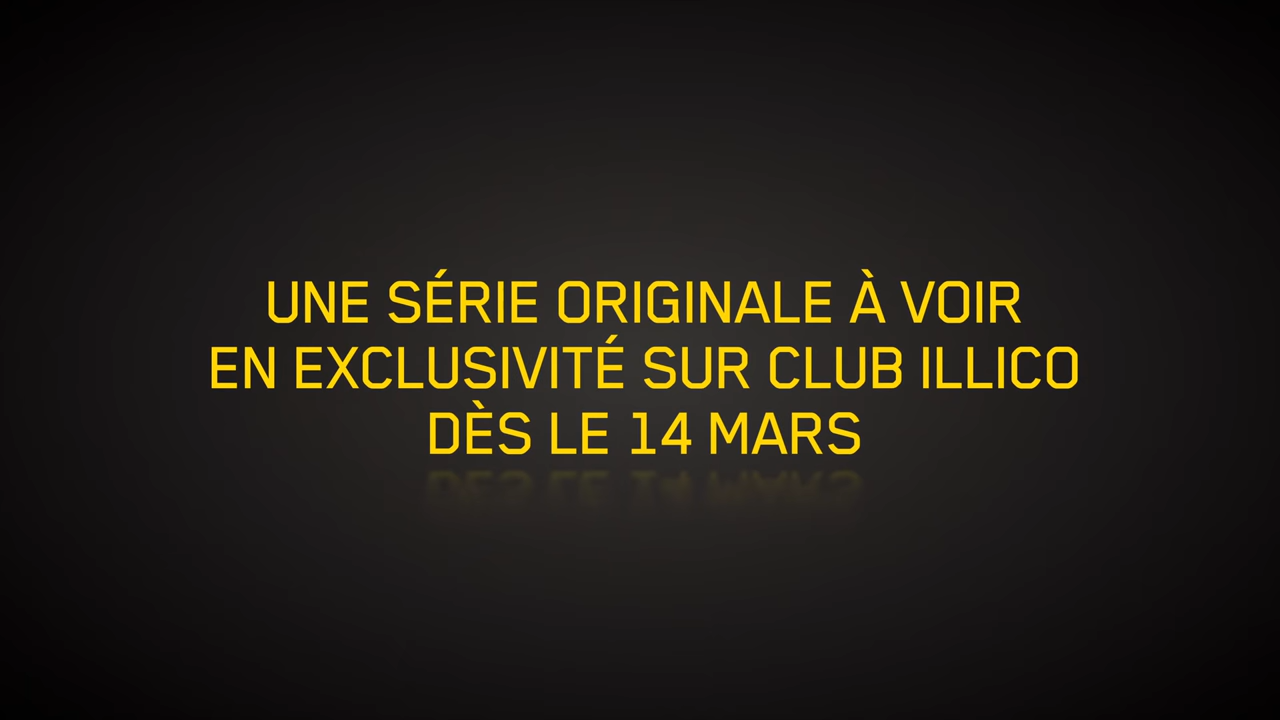 UNE SÉRIE ORIGINALE À VOIR
EN EXCLUSIVITÉ SUR CLUB ILLICO
DÈS LE 14 MARS